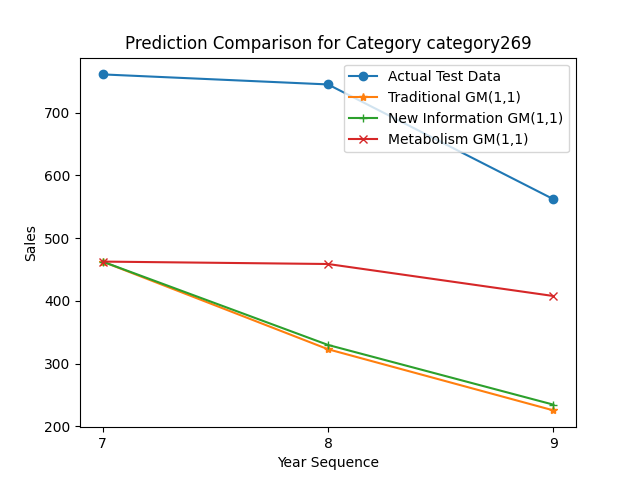 Prediction Comparison for Category category269
Actual Test Data
Traditional GM(1,1)
New Information GM(1,1)
Metabolism GM(1,1)
700
600
500
400
300
200
Sales
7
8
9
Year Sequence